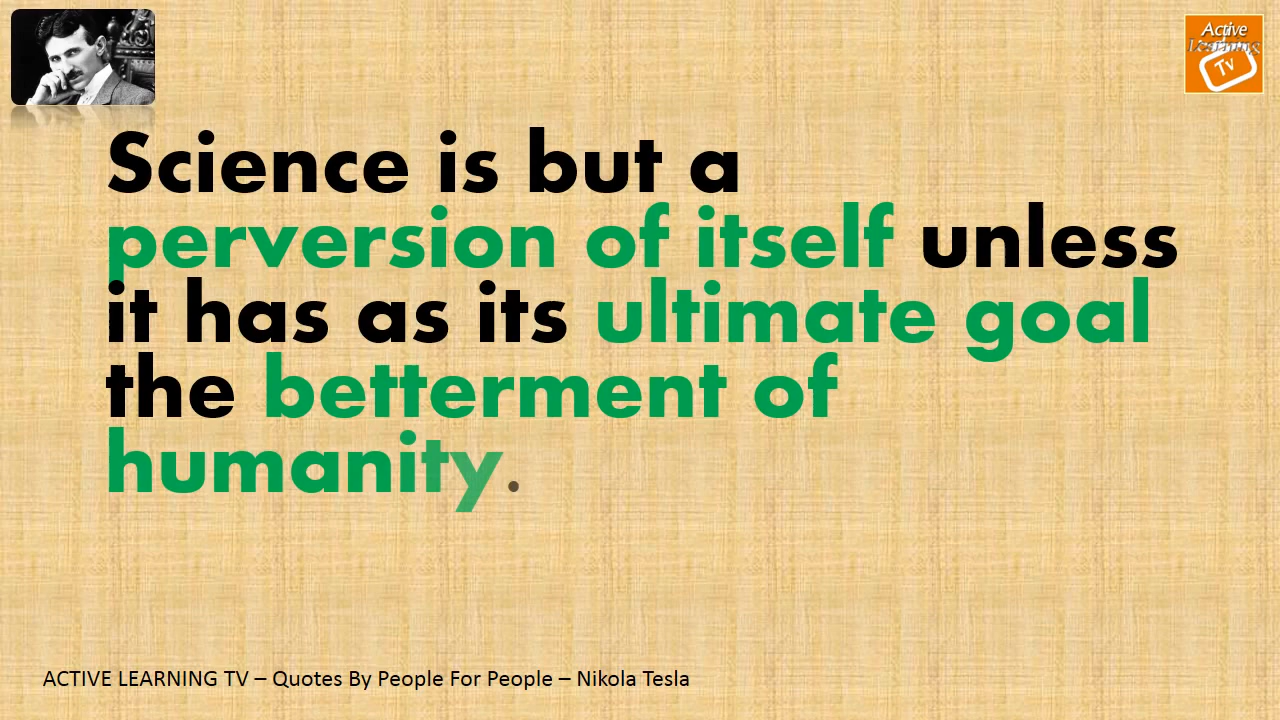 Active
Learning
Tv
Science is but a
perversion of itself unless
it has as its ultimate goal
the betterment of
humanity.
ACTIVE LEARNING TV – Quotes By People For People – Nikola Tesla